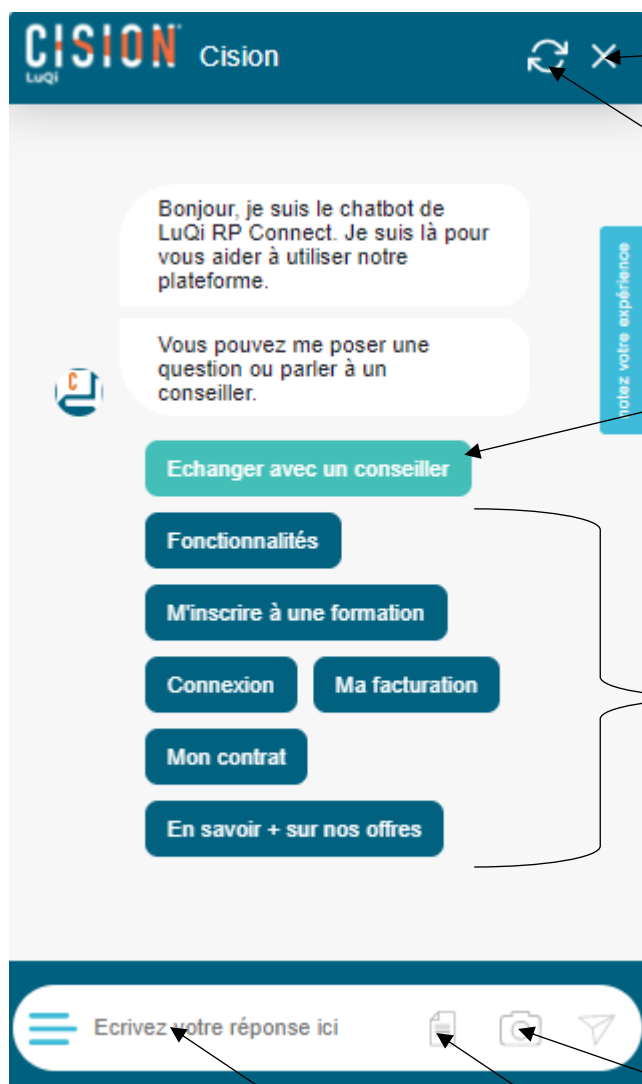 CISION Cision
LuQi
Bonjour, je suis le chatbot de
LuQi RP Connect. Je suis là pour
vous aider à utiliser notre
plateforme.
notez votre expérience
Vous pouvez me poser une
question ou parler à un
conseiller.
C
Echanger avec un conseiller
Fonctionnalités
M'inscrire à une formation
Connexion Ma facturation
Mon contrat
En savoir + sur nos offres
Ecrivez votre réponse ici